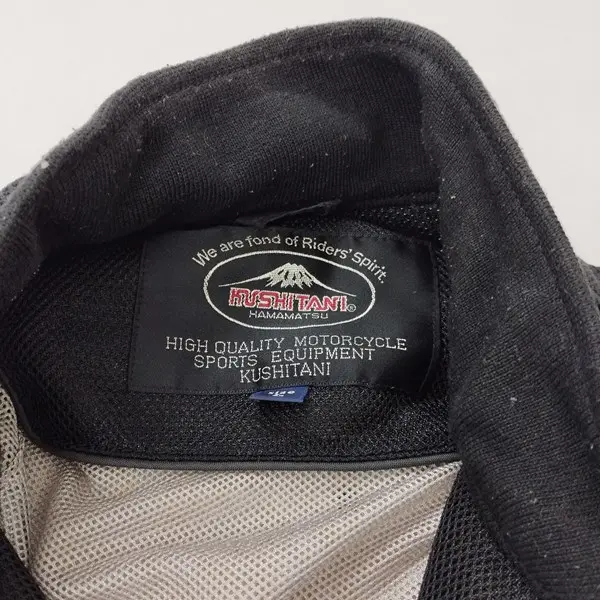 We are fond of Riders' Spirit.
KUSHITANI®
HAMAMATSU
HIGH QUALITY MOTORCYCLE
SPORTS EQUIPMENT
KUSHITANI